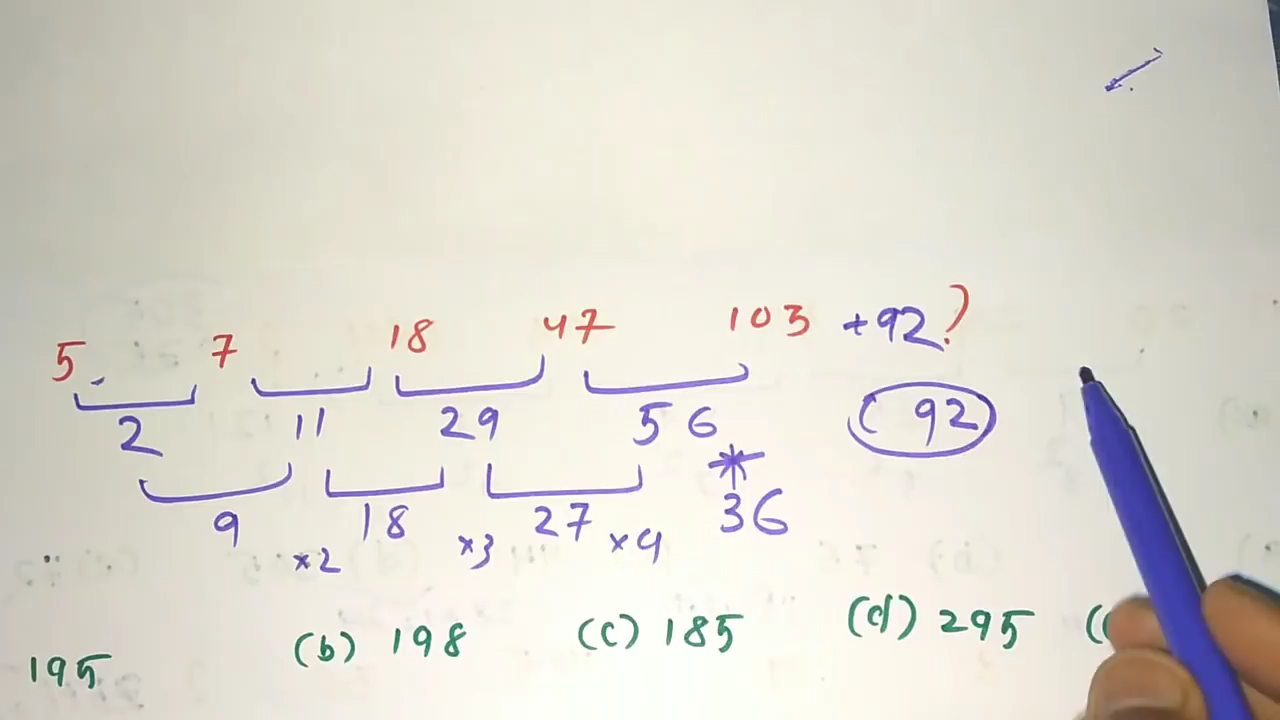 5 7 18 47 103 +92 ?
2 11 29 56 ( 92
9 18 27 * 36
×2 ×3 ×4
195 (b) 198 (c) 185 (d) 295 (